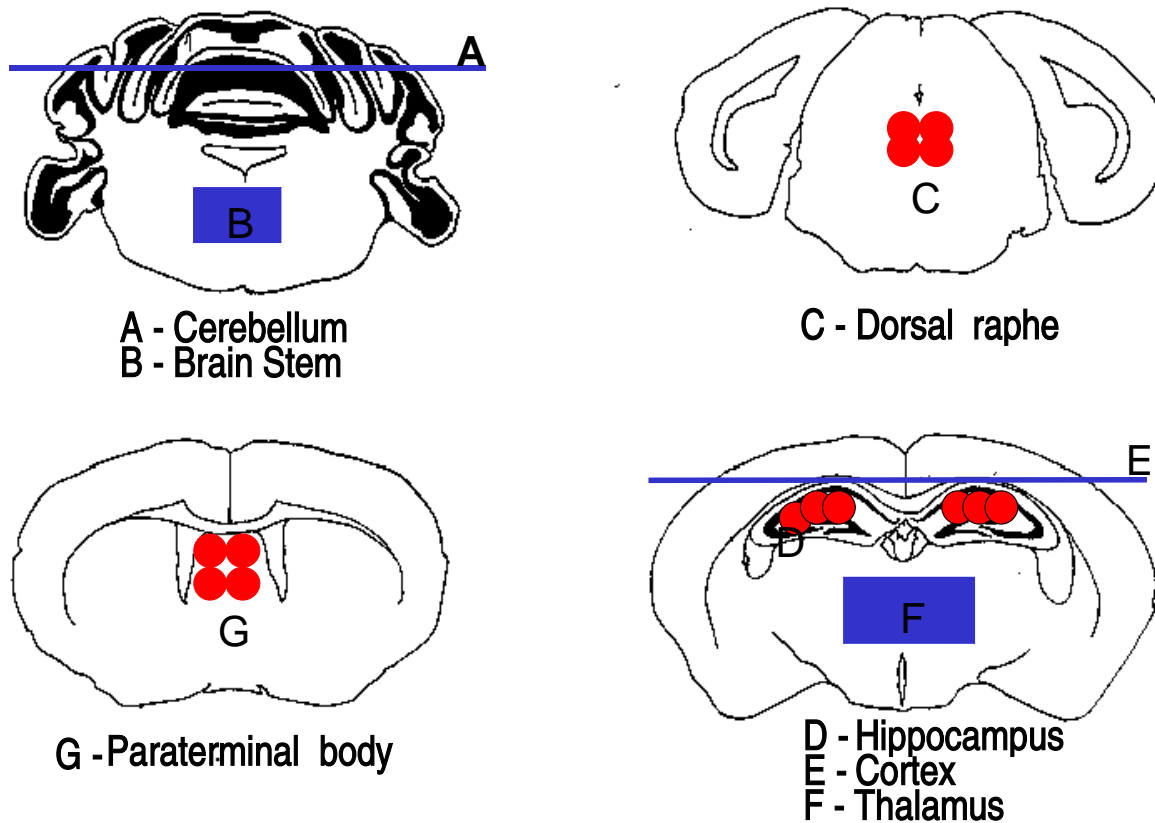 A
B
A - Cerebellum
B - Brain Stem
C
C - Dorsal raphe
G
G - Paraterminal body
E
D
F
D - Hippocampus
E - Cortex
F - Thalamus